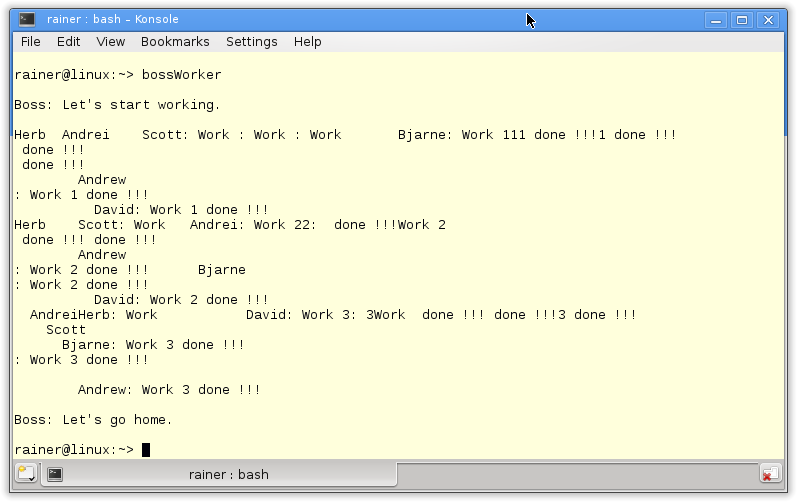 rainer : bash – Konsole
File Edit View Bookmarks Settings Help
rainer@linux:~> bossWorker
Boss: Let's start working.
Herb  Andrei    Scott: Work : Work : Work       Bjarne: Work 111 done !!!1 done !!!
 done !!!
 done !!!
        Andrew
: Work 1 done !!!
          David: Work 1 done !!!
Herb    Scott: Work   Andrei: Work 22:  done !!!Work 2
 done !!! done !!!
        Andrew
: Work 2 done !!!      Bjarne
: Work 2 done !!!
          David: Work 2 done !!!
  AndreiHerb: Work           David: Work 3: 3Work  done !!! done !!!3 done !!!
    Scott
      Bjarne: Work 3 done !!!
: Work 3 done !!!
        Andrew: Work 3 done !!!
Boss: Let's go home.
rainer@linux:~>
rainer : bash